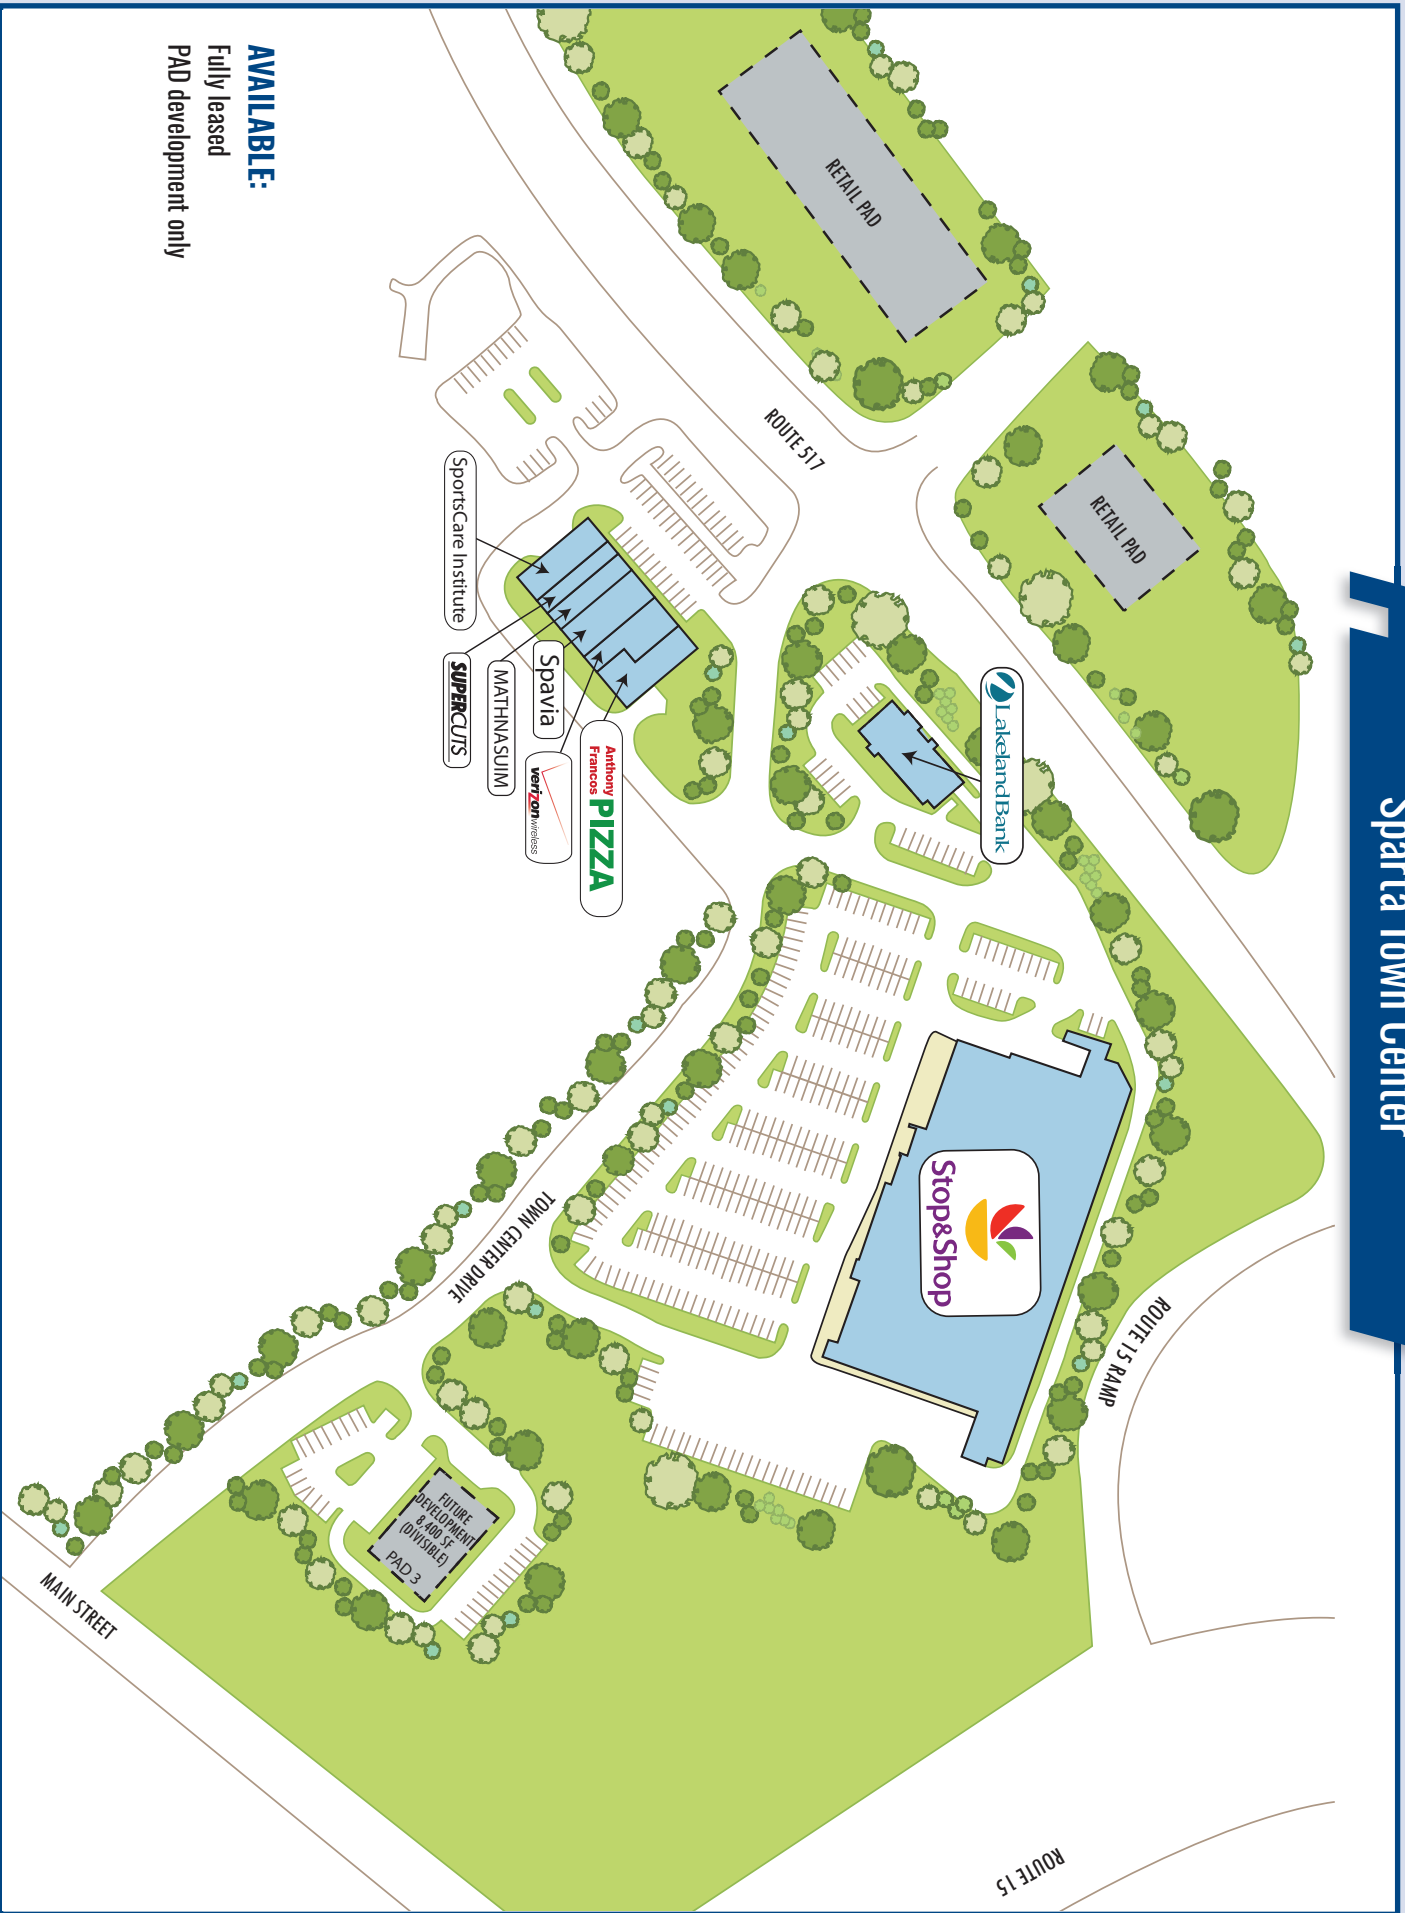 Sparta Town Center
AVAILABLE:
Fully leased
PAD development only
RETAIL PAD
RETAIL PAD
ROUTE 517
LakelandBank
SportsCare Institute
SUPERCUTS
MATHNASUIM
Spavia
verizonwireless
Anthony
Francos
PIZZA
Stop&Shop
TOWN CENTER DRIVE
ROUTE 15 RAMP
FUTURE
DEVELOPMENT
8,400 SF
(DIVISIBLE)
PAD 3
MAIN STREET
ROUTE 15